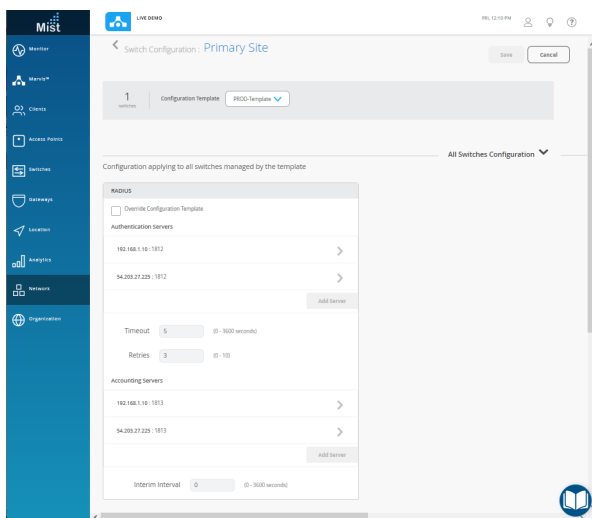 Mist
LIVE DEMO
FRI, 12:10 PM
Monitor
Marvis™
Clients
Access Points
Switches
Gateways
Location
Analytics
Network
Organization
Switch Configuration : Primary Site
Save
Cancel
1
switches
Configuration Template
PROD-Template
All Switches Configuration
Configuration applying to all switches managed by the template
RADIUS
Override Configuration Template
Authentication Servers
192.168.1.10 : 1812
54.203.27.225 : 1812
Add Server
Timeout 5 (0 - 3600 seconds)
Retries 3 (0 - 10)
Accounting Servers
192.168.1.10 : 1813
54.203.27.225 : 1813
Add Server
Interim Interval 0 (0 - 3600 seconds)